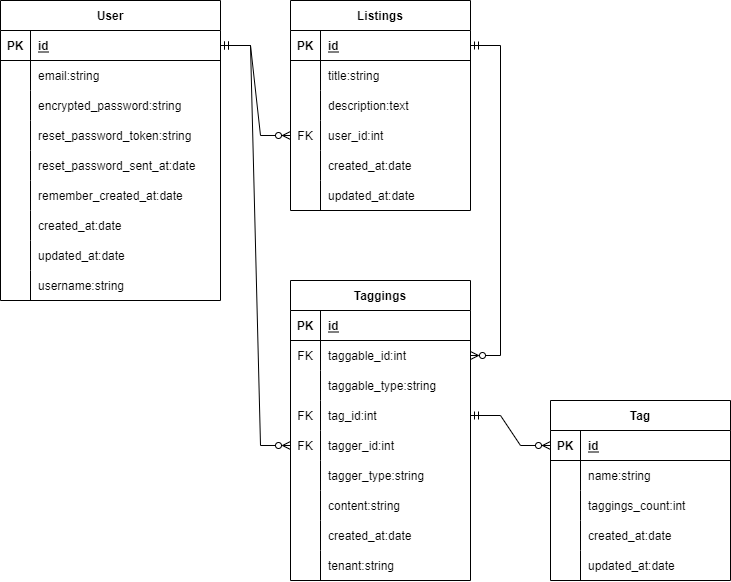 User
PK id
email:string
encrypted_password:string
reset_password_token:string
reset_password_sent_at:date
remember_created_at:date
created_at:date
updated_at:date
username:string
Listings
PK id
title:string
description:text
FK user_id:int
created_at:date
updated_at:date
Taggings
PK id
FK taggable_id:int
taggable_type:string
FK tag_id:int
FK tagger_id:int
tagger_type:string
content:string
created_at:date
tenant:string
Tag
PK id
name:string
taggings_count:int
created_at:date
updated_at:date